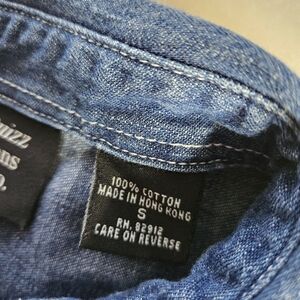 100% COTTON
MADE IN HONG KONG
S
RN. 82912
CARE ON REVERSE